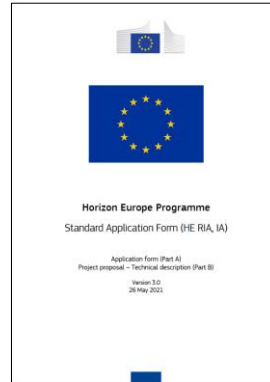 Horizon Europe Programme
Standard Application Form (HE RIA, IA)
Application form (Part A)
Project proposal – Technical description (Part B)
Version 3.0
26 May 2021